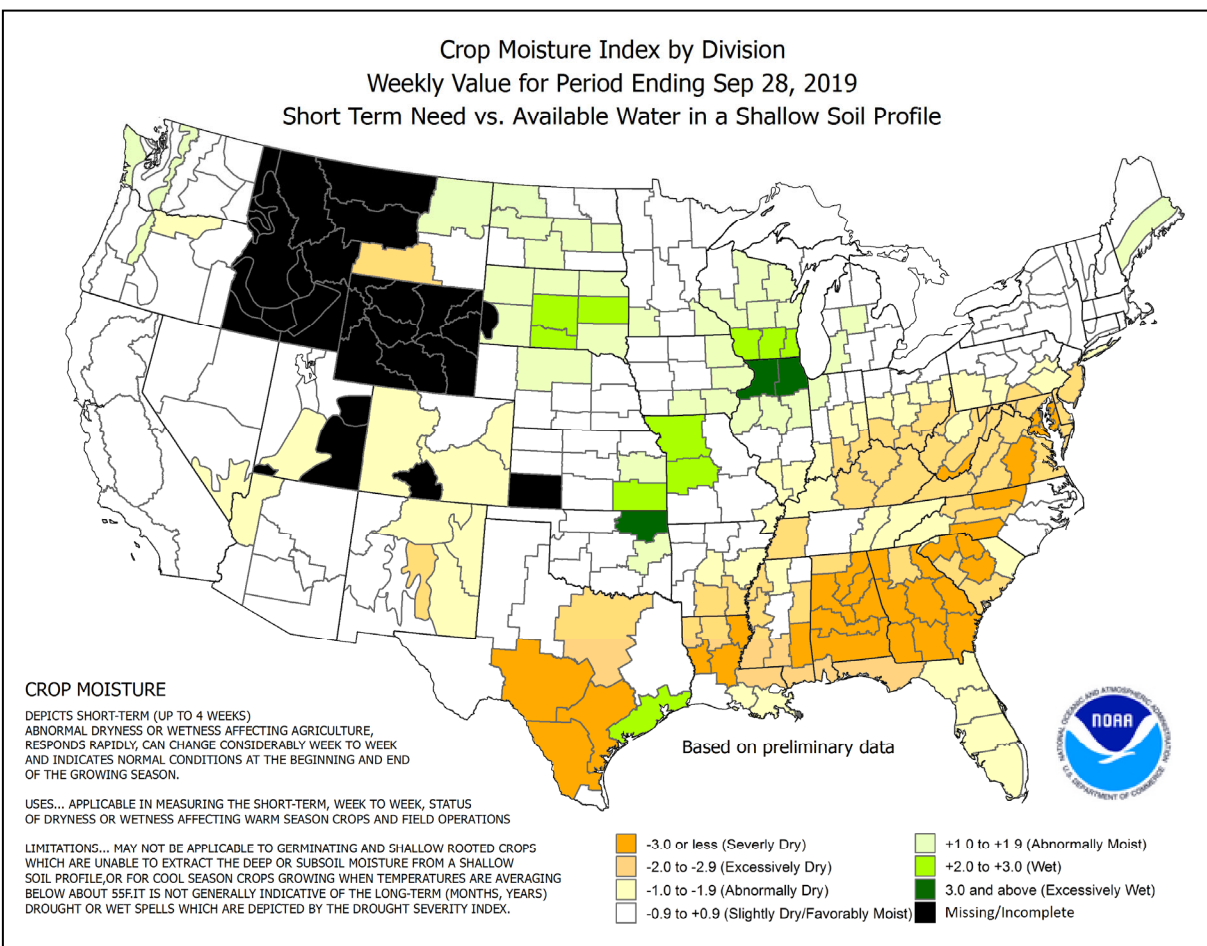 Crop Moisture Index by Division
Weekly Value for Period Ending Sep 28, 2019
Short Term Need vs. Available Water in a Shallow Soil Profile
CROP MOISTURE
DEPICTS SHORT-TERM (UP TO 4 WEEKS)
ABNORMAL DRYNESS OR WETNESS AFFECTING AGRICULTURE,
RESPONDS RAPIDLY, CAN CHANGE CONSIDERABLY WEEK TO WEEK
AND INDICATES NORMAL CONDITIONS AT THE BEGINNING AND END
OF THE GROWING SEASON.
USES... APPLICABLE IN MEASURING THE SHORT-TERM, WEEK TO WEEK, STATUS
OF DRYNESS OR WETNESS AFFECTING WARM SEASON CROPS AND FIELD OPERATIONS
LIMITATIONS... MAY NOT BE APPLICABLE TO GERMINATING AND SHALLOW ROOTED CROPS
WHICH ARE UNABLE TO EXTRACT THE DEEP OR SUBSOIL MOISTURE FROM A SHALLOW
SOIL PROFILE,OR FOR COOL SEASON CROPS GROWING WHEN TEMPERATURES ARE AVERAGING
BELOW ABOUT 55F.IT IS NOT GENERALLY INDICATIVE OF THE LONG-TERM (MONTHS, YEARS)
DROUGHT OR WET SPELLS WHICH ARE DEPICTED BY THE DROUGHT SEVERITY INDEX.
Based on preliminary data
NATIONAL OCEANIC AND ATMOSPHERIC ADMINISTRATION
NOAA
U.S. DEPARTMENT OF COMMERCE
-3.0 or less (Severly Dry)
-2.0 to -2.9 (Excessively Dry)
-1.0 to -1.9 (Abnormally Dry)
-0.9 to +0.9 (Slightly Dry/Favorably Moist)
+1.0 to +1.9 (Abnormally Moist)
+2.0 to +3.0 (Wet)
3.0 and above (Excessively Wet)
Missing/Incomplete